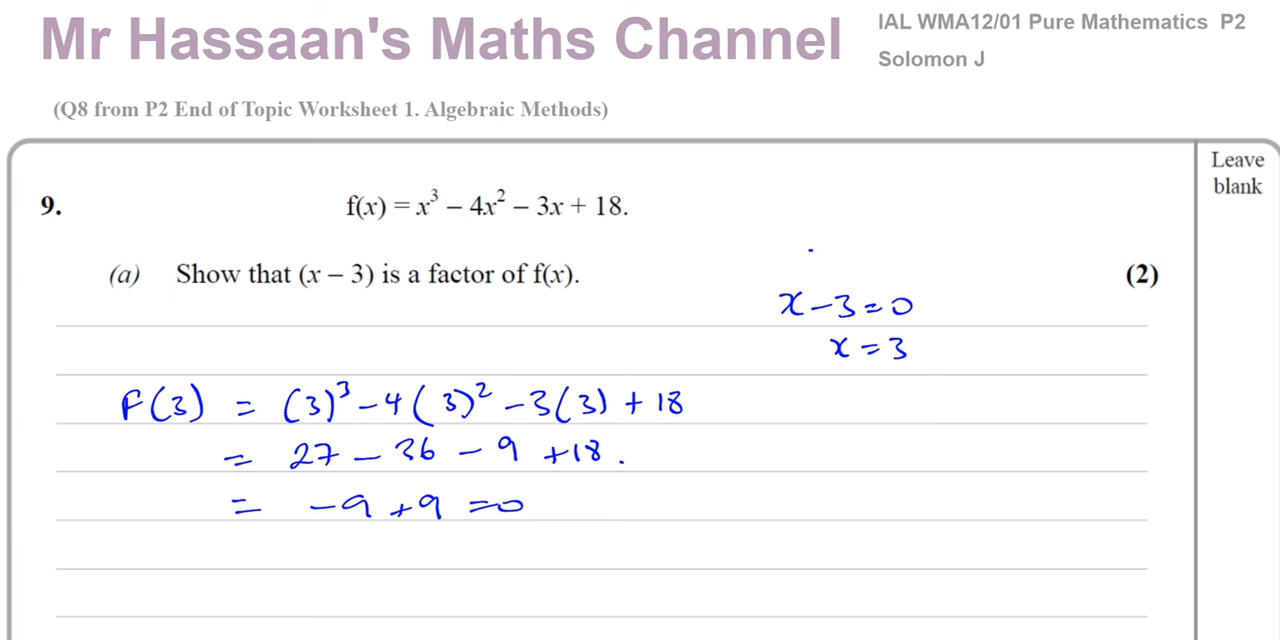 Mr Hassaan's Maths Channel
IAL WMA12/01 Pure Mathematics P2
Solomon J
(Q8 from P2 End of Topic Worksheet 1. Algebraic Methods)
Leave
blank
9. f(x) = x³ – 4x² – 3x + 18.
(a) Show that (x – 3) is a factor of f(x). (2)
x – 3 = 0
x = 3
F(3) = (3)³ – 4(3)² – 3(3) + 18
= 27 – 36 – 9 + 18.
= –9 + 9 = 0